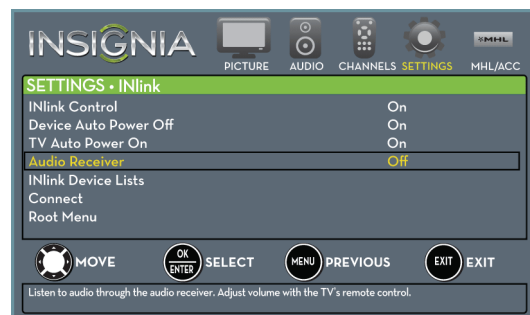 INSIGNIA
PICTURE AUDIO CHANNELS SETTINGS MHL/ACC
MHL
SETTINGS • INlink
INlink Control On
Device Auto Power Off On
TV Auto Power On On
Audio Receiver Off
INlink Device Lists
Connect
Root Menu
MOVE OK ENTER SELECT MENU PREVIOUS EXIT EXIT
Listen to audio through the audio receiver. Adjust volume with the TV's remote control.